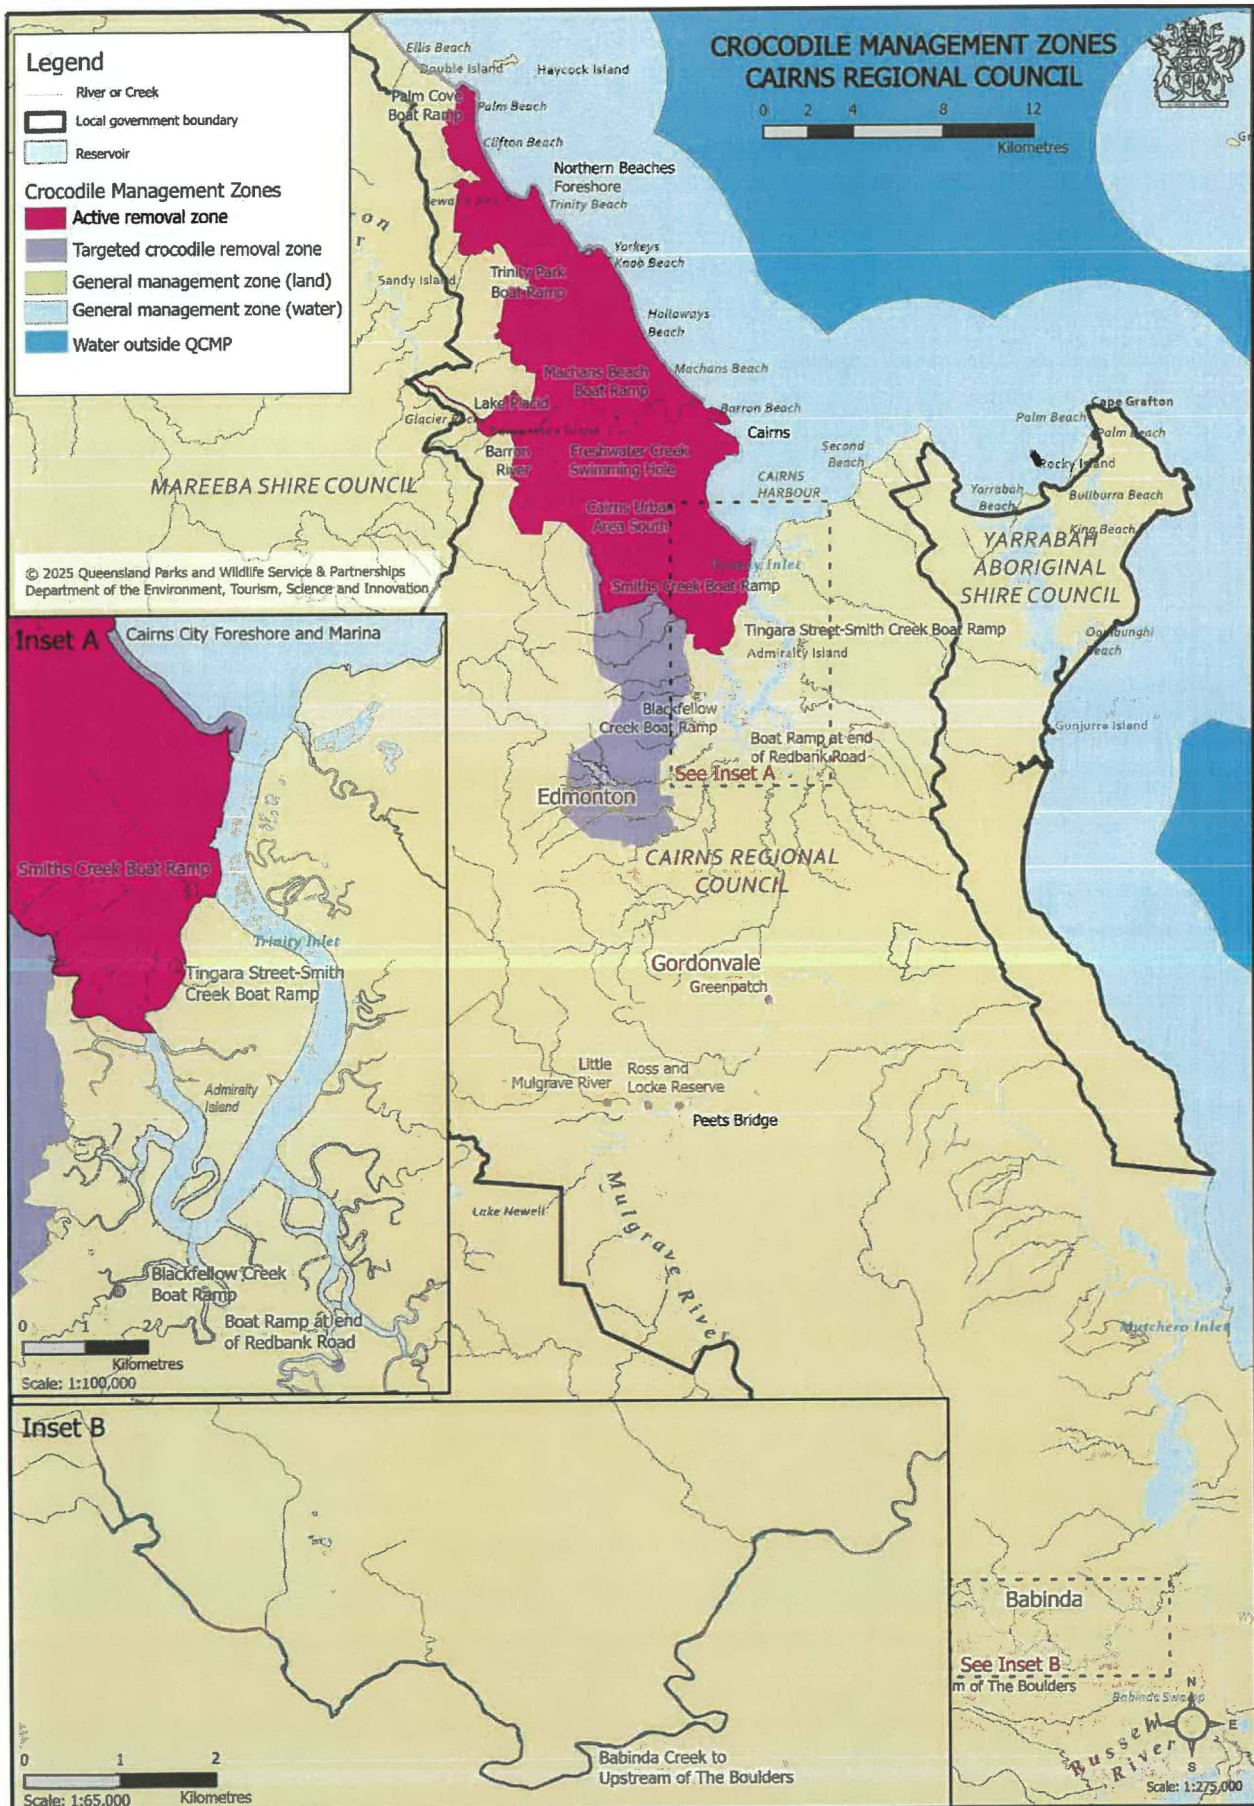 CROCODILE MANAGEMENT ZONES
CAIRNS REGIONAL COUNCIL
0 2 4 8 12
Kilometres
Legend
River or Creek
Local government boundary
Reservoir
Crocodile Management Zones
Active removal zone
Targeted crocodile removal zone
General management zone (land)
General management zone (water)
Water outside QCMP
Ellis Beach
Double Island
Haycock Island
Palm Cove
Boat Ramp
Palm Beach
Clifton Beach
Northern Beaches
Foreshore
Trinity Beach
Yorkeys
Knob Beach
Sandy Island
Trinity Park
Boat Ramp
Holloways
Beach
Machans Beach
Boat Ramp
Machans Beach
Lake Placid
Glacier Rock
Barron Beach
Cairns
Barron
River
Freshwater Creek
Swimming Hole
Second
Beach
CAIRNS
HARBOUR
Palm Beach
Cape Grafton
Palm Beach
Rocky Island
Yarrabah
Beach
Bullburra Beach
King Beach
MAREEBA SHIRE COUNCIL
Cairns Urban
Area South
YARRABAH
ABORIGINAL
SHIRE COUNCIL
Trinity Inlet
Smiths Creek Boat Ramp
© 2025 Queensland Parks and Wildlife Service & Partnerships
Department of the Environment, Tourism, Science and Innovation
Tingara Street-Smith Creek Boat Ramp
Admiralty Island
Oombunghi
Beach
Blackfellow
Creek Boat Ramp
Gunjurra Island
Boat Ramp at end
of Redbank Road
See Inset A
Edmonton
CAIRNS REGIONAL
COUNCIL
Gordonvale
Greenpatch
Little
Mulgrave River
Ross and
Locke Reserve
Peets Bridge
Lake Newell
Mulgrave River
Mutchero Inlet
Babinda
See Inset B
m of The Boulders
Babinda Swamp
Russell
River
N
E
S
Scale: 1:275,000
Inset A
Cairns City Foreshore and Marina
Smiths Creek Boat Ramp
Trinity Inlet
Tingara Street-Smith
Creek Boat Ramp
Admiralty
Island
Blackfellow Creek
Boat Ramp
Boat Ramp at end
of Redbank Road
0 1 2
Kilometres
Scale: 1:100,000
Inset B
Babinda Creek to
Upstream of The Boulders
0 1 2
Scale: 1:65,000
Kilometres